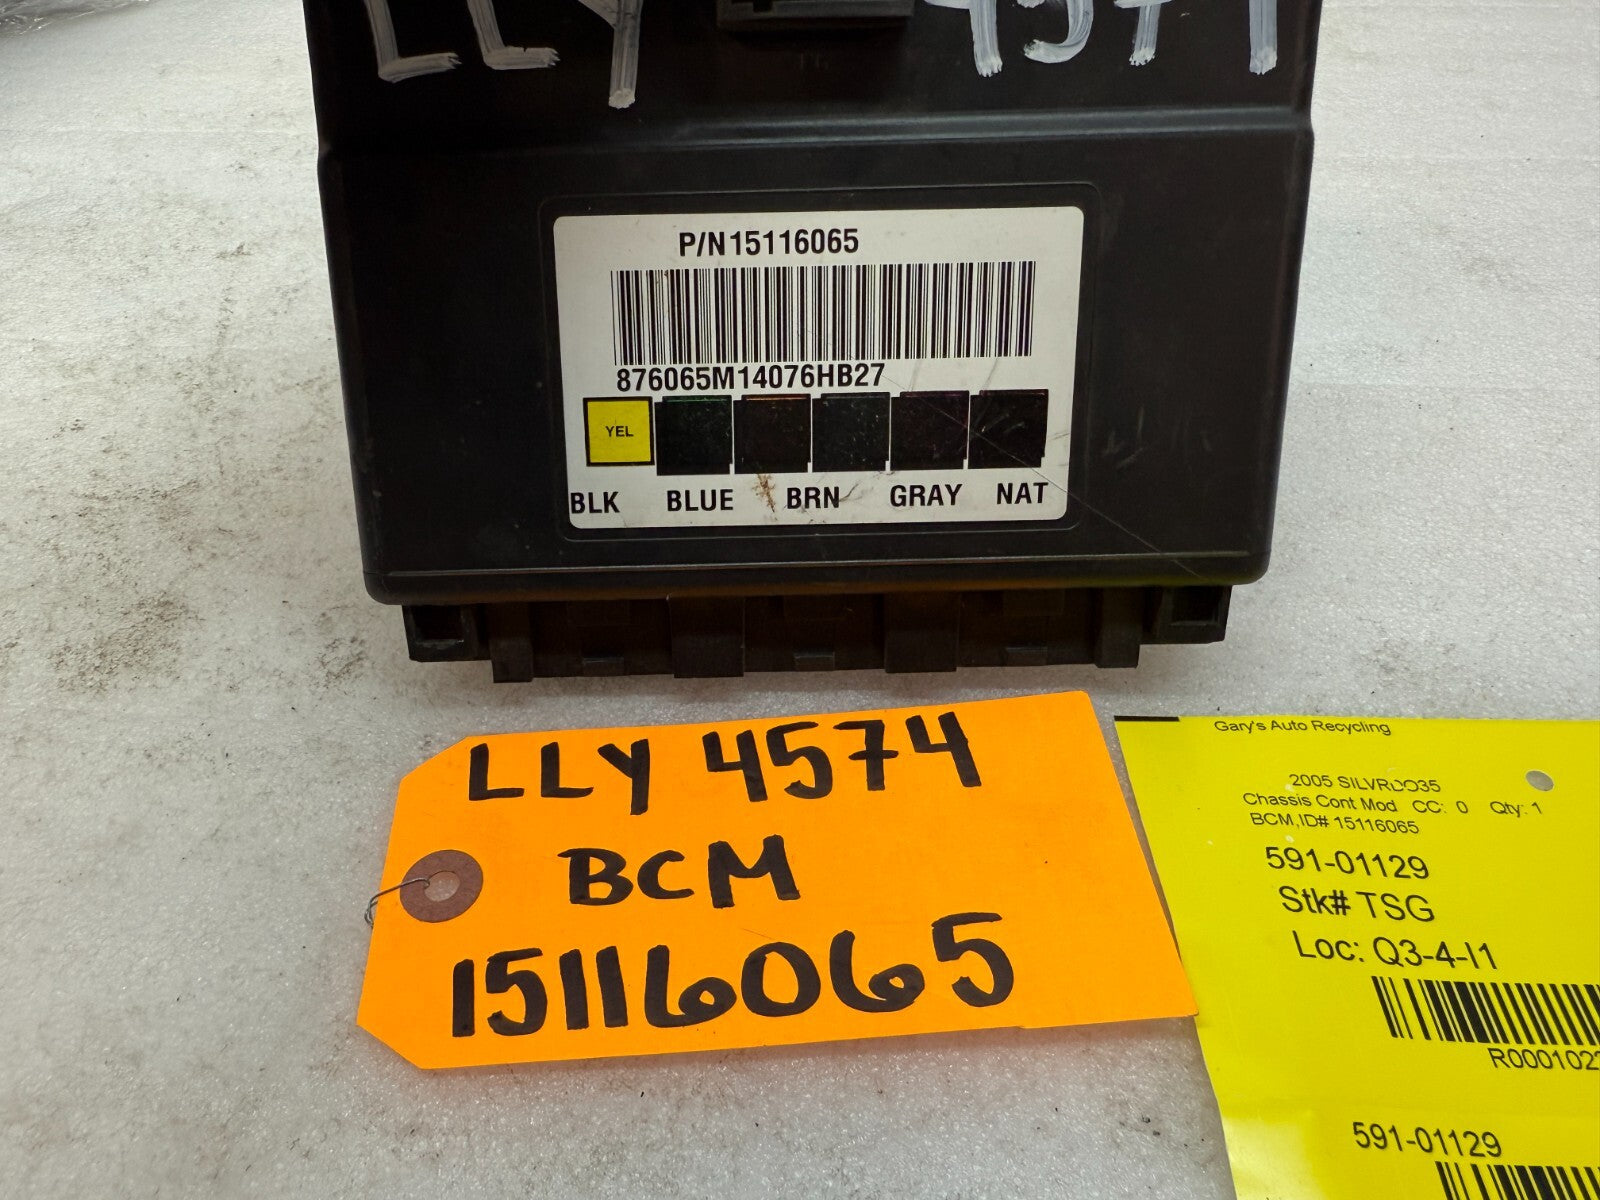 LLY 4574
P/N15116065
876065M14076HB27
YEL
BLK BLUE BRN GRAY NAT
LLY 4574
BCM
15116065
Gary's Auto Recycling
2005 SILVRDO35
Chassis Cont Mod CC: 0 Qty: 1
BCM,ID# 15116065
591-01129
Stk# TSG
Loc: Q3-4-I1
591-01129